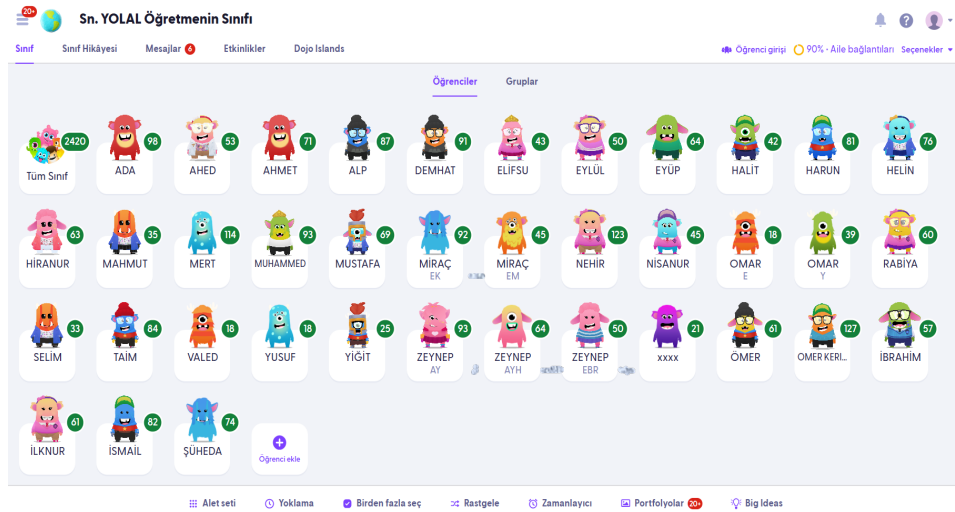 20+
Sn. YOLAL Öğretmenin Sınıfı
Sınıf Sınıf Hikâyesi Mesajlar 6 Etkinlikler Dojo Islands
Öğrenci girişi 90% • Aile bağlantıları Seçenekler
Öğrenciler Gruplar
2420 98 53 71 87 91 43 50 64 42 81 76
Tüm Sınıf ADA AHED AHMET ALP DEMHAT ELİFSU EYLÜL EYÜP HALİT HARUN HELİN
63 35 114 93 69 92 45 123 45 18 39 60
HİRANUR MAHMUT MERT MUHAMMED MUSTAFA MİRAÇ MİRAÇ NEHİR NİSANUR OMAR OMAR RABİYA
EK EM E Y
33 84 18 18 25 93 64 50 21 61 127 57
SELİM TAİM VALED YUSUF YİĞİT ZEYNEP ZEYNEP ZEYNEP xxxx ÖMER ÖMER KERİ... İBRAHİM
AY AYH EBR
61 82 74
İLKNUR İSMAİL ŞÜHEDA Öğrenci ekle
Alet seti Yoklama Birden fazla seç Rastgele Zamanlayıcı Portfolyolar 20+ Big Ideas